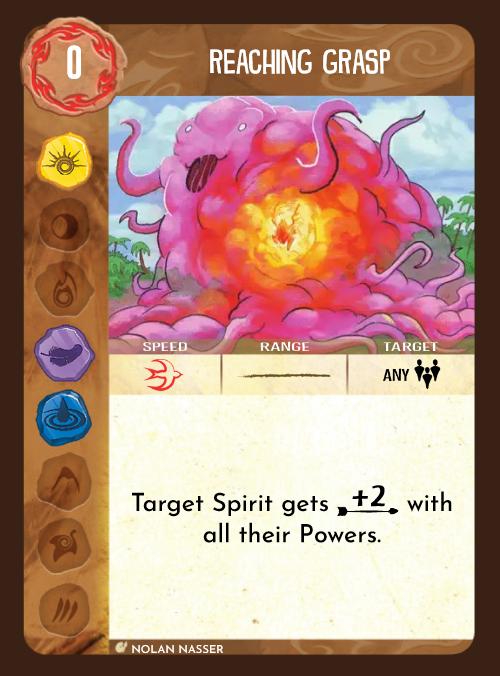 0
REACHING GRASP
SPEED RANGE TARGET
ANY
Target Spirit gets +2 with
all their Powers.
NOLAN NASSER